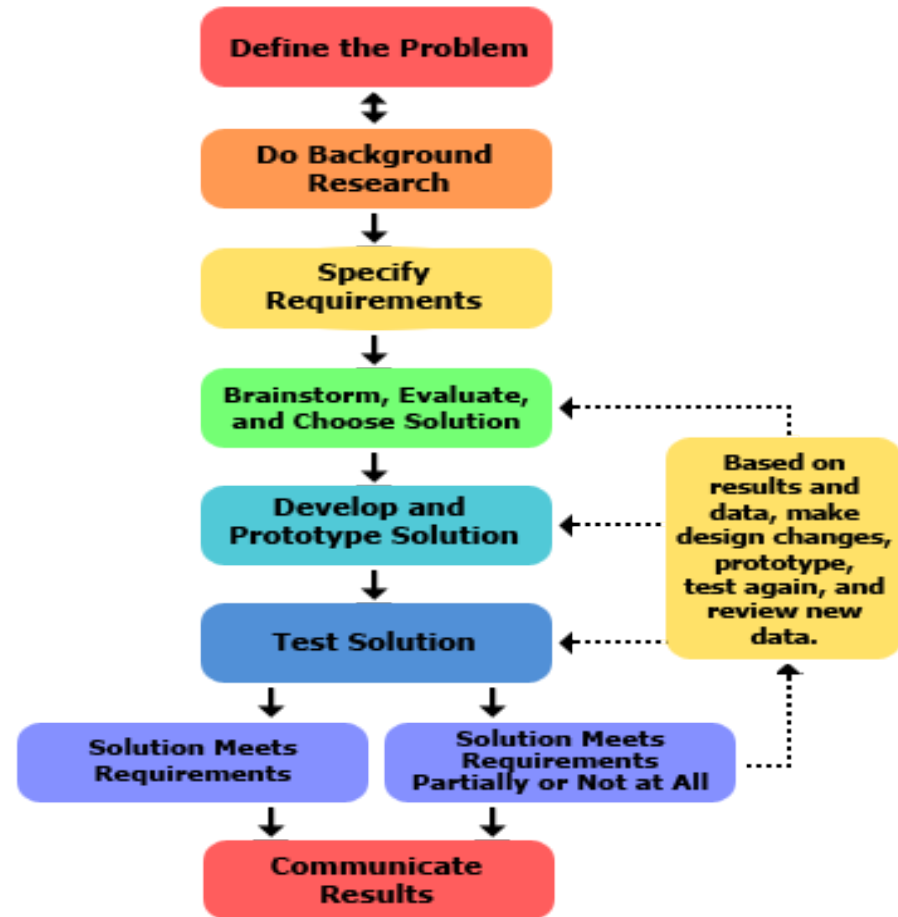 Define the Problem
Do Background
Research
Specify
Requirements
Brainstorm, Evaluate,
and Choose Solution
Develop and
Prototype Solution
Test Solution
Based on
results and
data, make
design changes,
prototype,
test again, and
review new
data.
Solution Meets
Requirements
Solution Meets
Requirements
Partially or Not at All
Communicate
Results